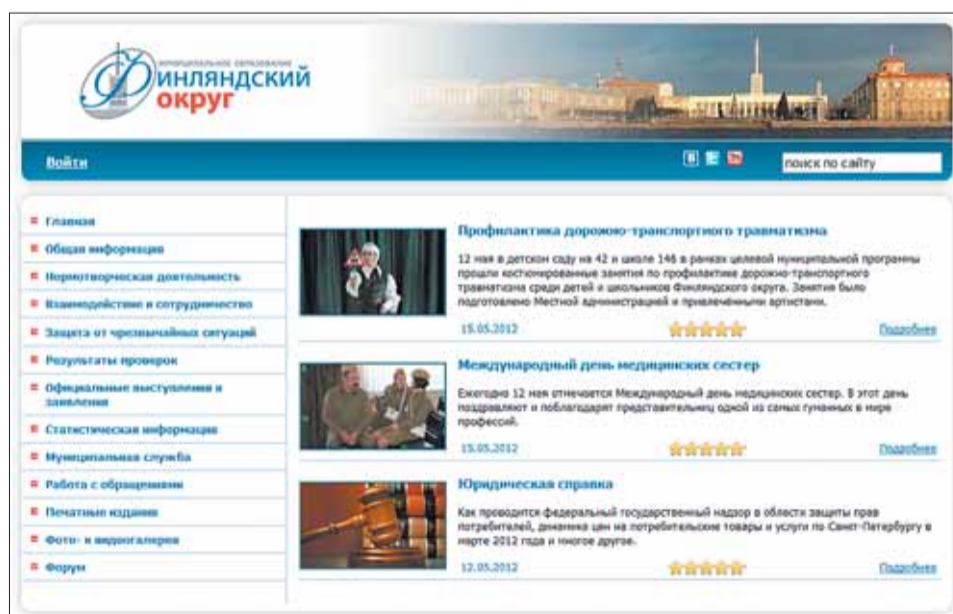 МУНИЦИПАЛЬНОЕ ОБРАЗОВАНИЕ
Финляндский
округ
Войти
поиск по сайту
Главная
Общая информация
Нормотворческая деятельность
Взаимодействие и сотрудничество
Защита от чрезвычайных ситуаций
Результаты проверок
Официальные выступления и
заявления
Статистическая информация
Муниципальная служба
Работа с обращениями
Печатные издания
Фото- и видеогалерея
Форум
Профилактика дорожно-транспортного травматизма
12 мая в детском саду на 42 и школе 146 в рамках целевой муниципальной программы
прошли костюмированные занятия по профилактике дорожно-транспортного
травматизма среди детей и школьников Финляндского округа. Занятия было
подготовлено Местной администрацией и привлечёнными артистами.
15.05.2012
Подробнее
Международный день медицинских сестер
Ежегодно 12 мая отмечается Международный день медицинских сестер. В этот день
поздравляют и поблагодарят представительниц одной из самых гуманных в мире
профессий.
15.05.2012
Подробнее
Юридическая справка
Как проводится федеральный государственный надзор в области защиты прав
потребителей, динамика цен на потребительские товары и услуги по Санкт-Петербургу в
марте 2012 года и многое другое.
12.05.2012
Подробнее